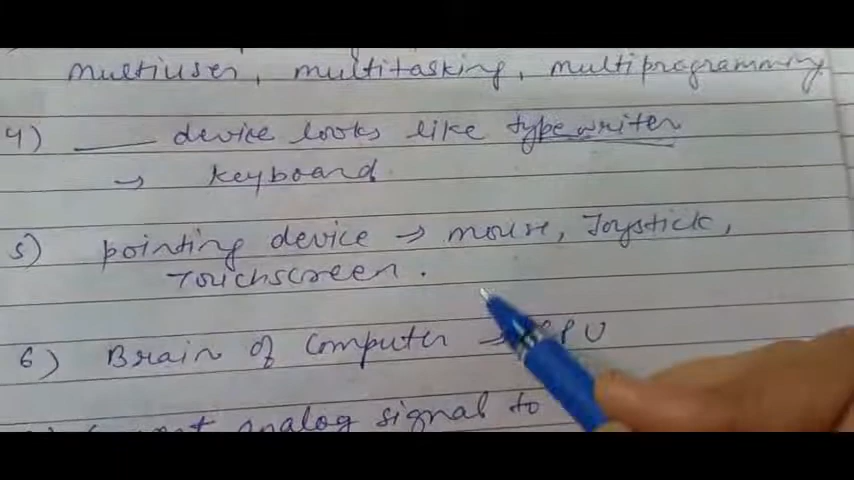 multiuser, multitasking, multiprogramming
4) ____ device looks like typewriter
→ keyboard
5) pointing device → mouse, Joystick,
Touchscreen.
6) Brain of Computer → CPU
analog signal to